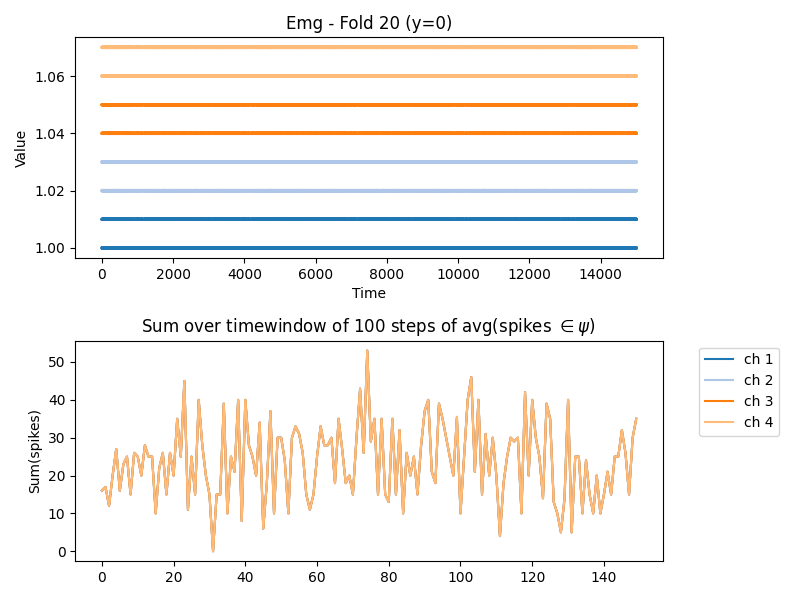 Emg - Fold 20 (y=0)
Value
1.06
1.04
1.02
1.00
0 2000 4000 6000 8000 10000 12000 14000
Time
Sum over timewindow of 100 steps of avg(spikes ∈ ψ)
Sum(spikes)
50
40
30
20
10
0
0 20 40 60 80 100 120 140
ch 1
ch 2
ch 3
ch 4